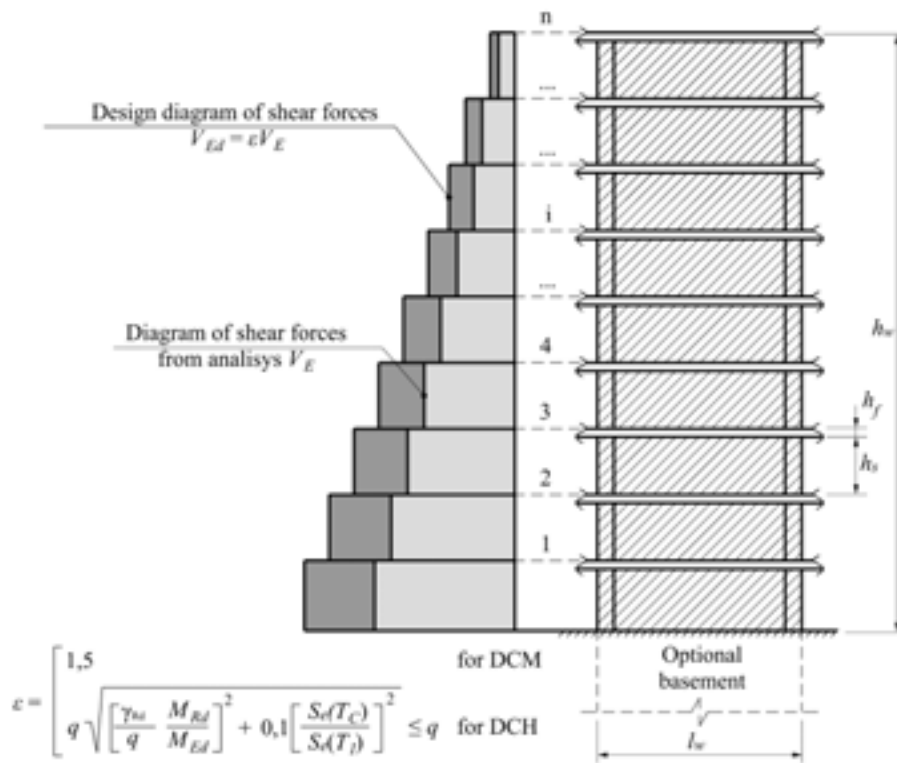 n
...
Design diagram of shear forces
V_Ed = εV_E
...
i
...
Diagram of shear forces
from analisys V_E
4
h_w
3
h_f
2
h_s
1
1,5 for DCM
ε = q √([γ_Rd/q M_Rd/M_Ed]² + 0,1[S_e(T_C)/S_e(T_1)]²) ≤ q for DCH
Optional
basement
l_w